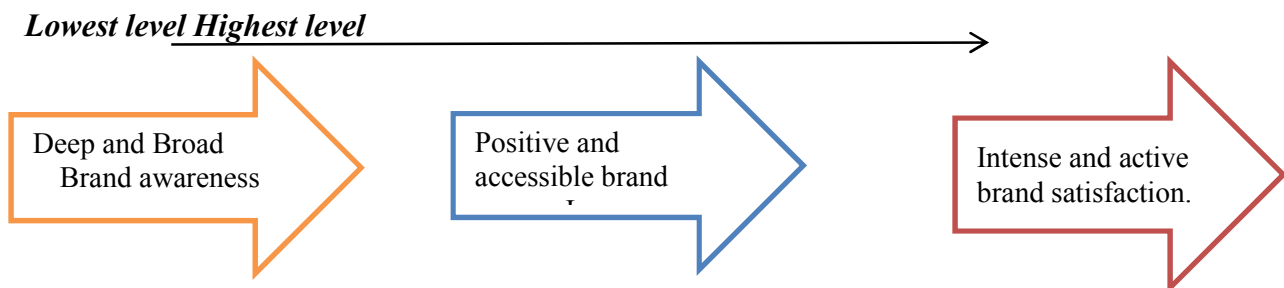 Lowest level Highest level
Deep and Broad
Brand awareness
Positive and
accessible brand
Intense and active
brand satisfaction.